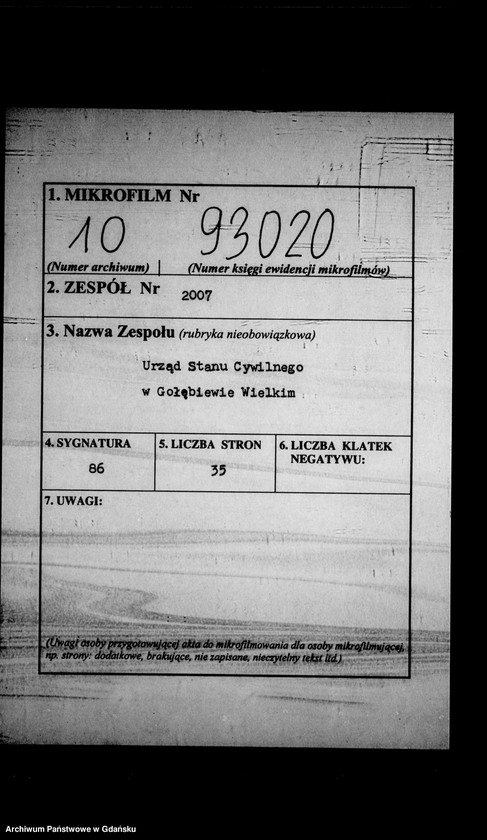 1. MIKROFILM Nr
10 93020
(Numer archiwum) (Numer księgi ewidencji mikrofilmów)
2. ZESPÓŁ Nr 2007
3. Nazwa Zespołu (rubryka nieobowiązkowa)
Urząd Stanu Cywilnego
w Gołębiewie Wielkim
4. SYGNATURA 5. LICZBA STRON 6. LICZBA KLATEK
NEGATYWU:
86 35
7. UWAGI:
(Uwagi osoby przygotowującej akta do mikrofilmowania dla osoby mikrofilmującej,
np. strony: dodatkowe, brakujące, nie zapisane, nieczytelny tekst itd.)
Archiwum Państwowe w Gdańsku